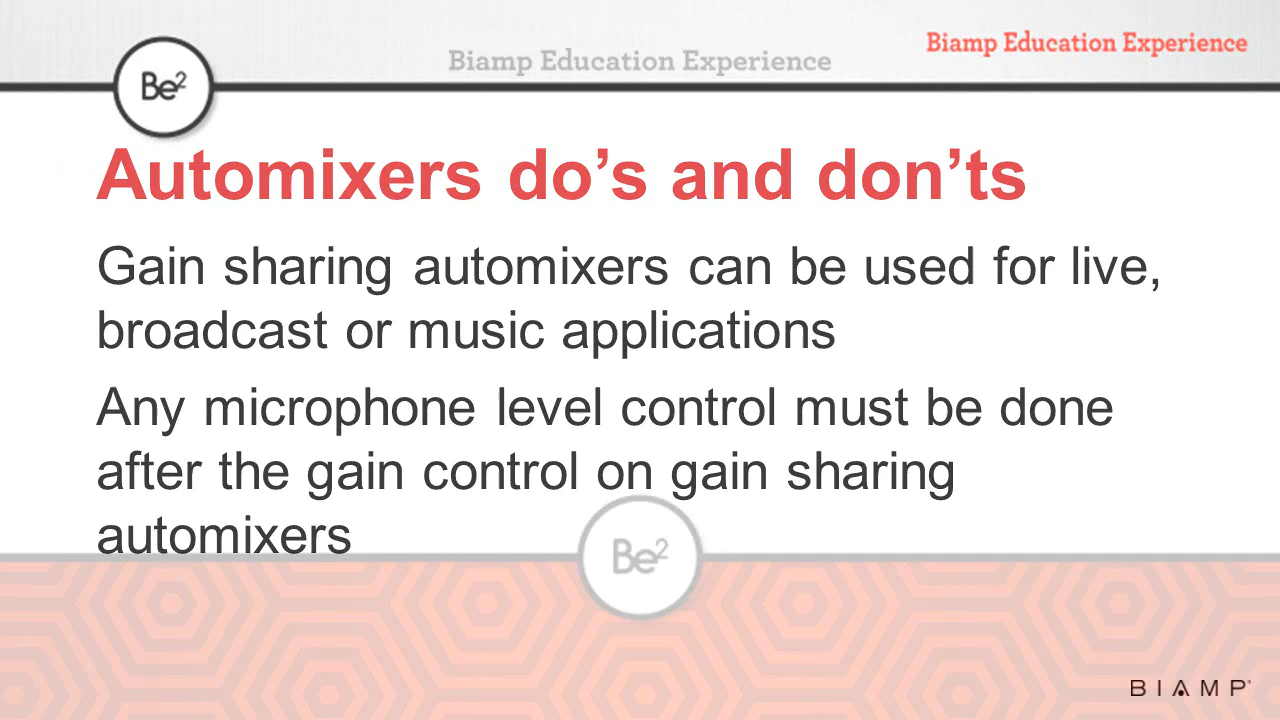 Biamp Education Experience
Biamp Education Experience
Be2
Automixers do’s and don’ts
Gain sharing automixers can be used for live,
broadcast or music applications
Any microphone level control must be done
after the gain control on gain sharing
automixers
Be2
BIAMP